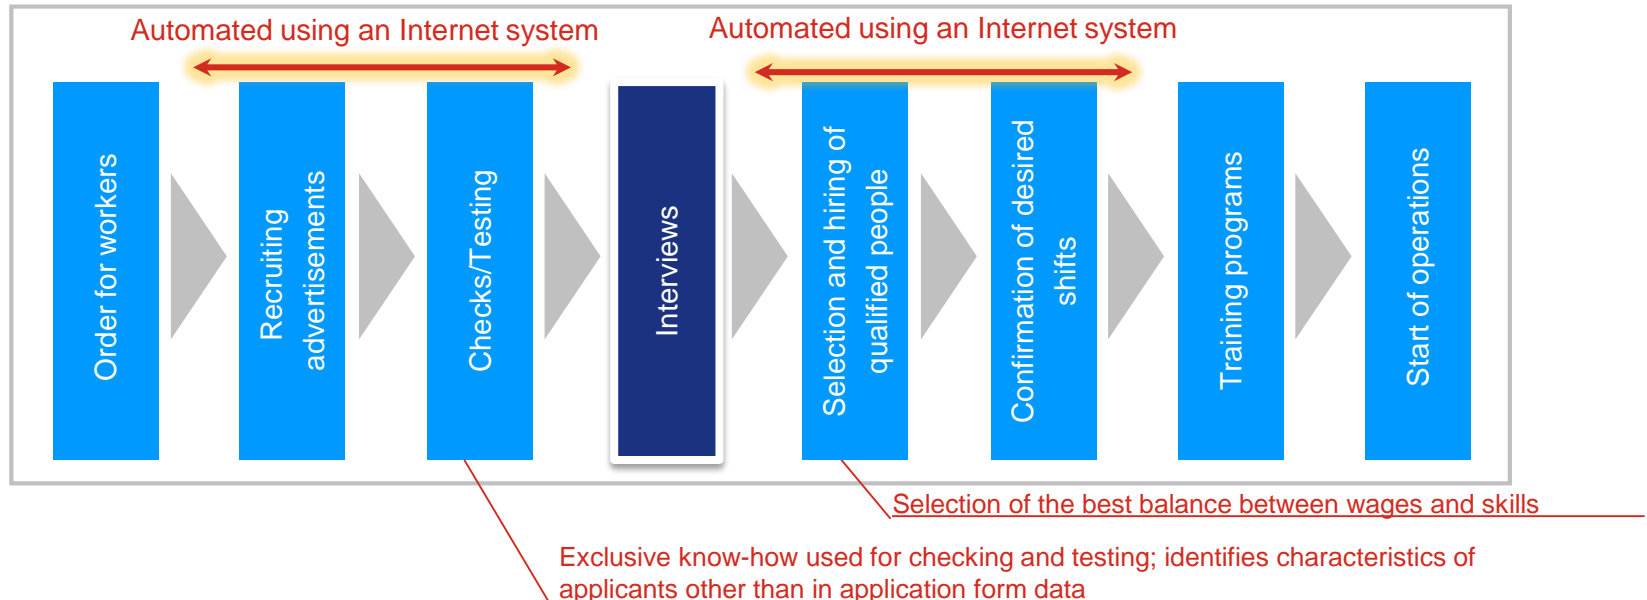 Automated using an Internet system
Automated using an Internet system
Order for workers
Recruiting
advertisements
Checks/Testing
Interviews
Selection and hiring of
qualified people
Confirmation of desired
shifts
Training programs
Start of operations
Selection of the best balance between wages and skills
Exclusive know-how used for checking and testing; identifies characteristics of
applicants other than in application form data